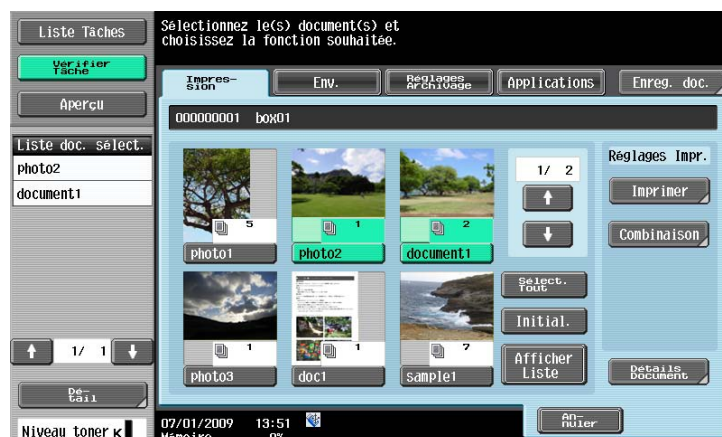 Liste Tâches
Vérifier
Tâche
Aperçu
Liste doc. sélect.
photo2
document1
1/ 1
Dé-
tail
Niveau toner K
Sélectionnez le(s) document(s) et
choisissez la fonction souhaitée.
Impres-
sion
Env.
Réglages
Archivage
Applications
Enreg. doc.
000000001 box01
5
photo1
1
photo2
2
document1
1
photo3
1
doc1
7
sample1
1/ 2
Sélect.
Tout
Initial.
Afficher
Liste
Réglages Impr.
Imprimer
Combinaison
Détails
Document
An-
nuler
07/01/2009 13:51
Mémoire 0%